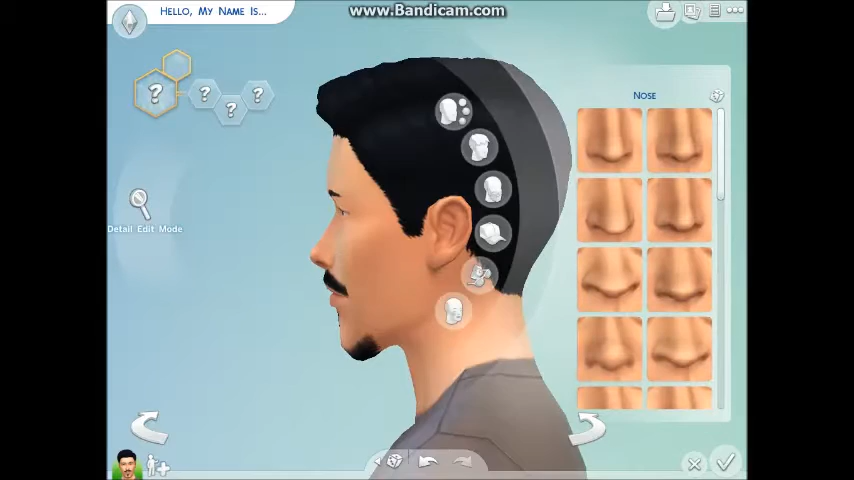 HELLO, MY NAME IS...
www.Bandicam.com
NOSE
Detail Edit Mode